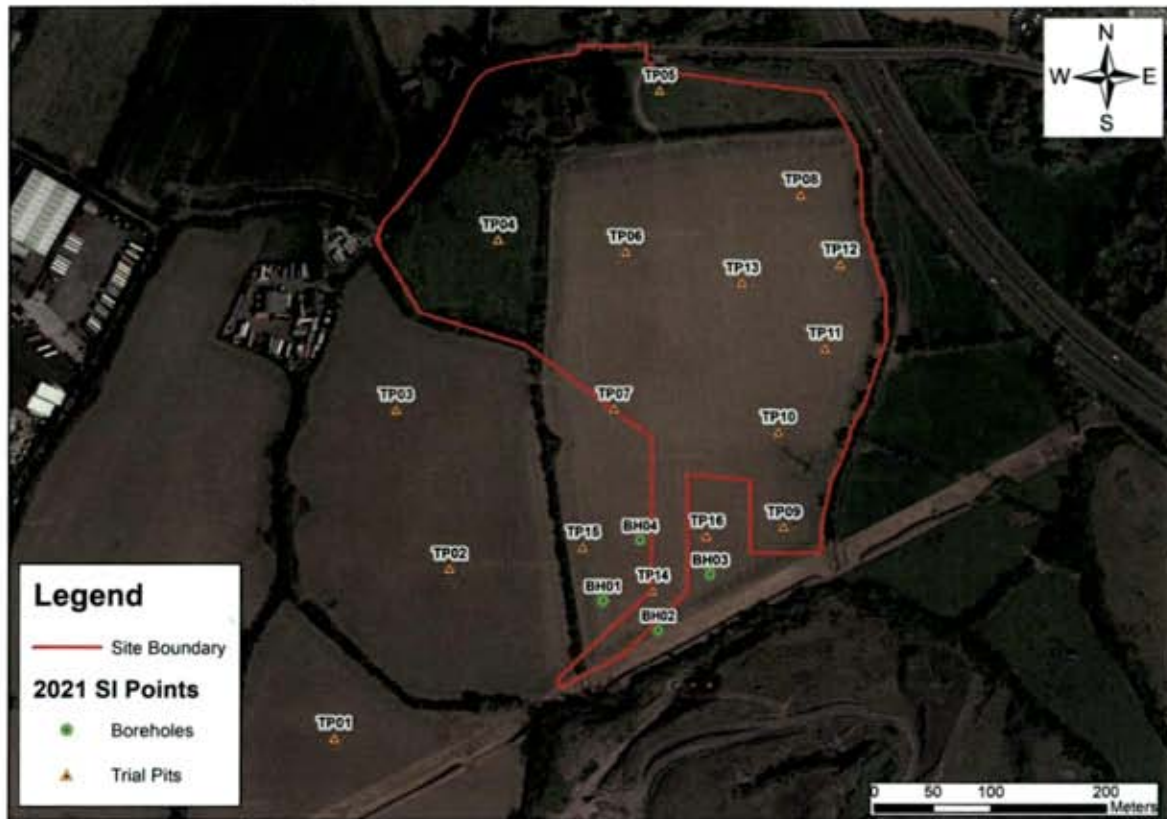 N
W E
S
TP05
TP08
TP04
TP06
TP12
TP13
TP11
TP03
TP07
TP10
TP09
TP16
BH04
TP15
TP02
BH03
TP14
BH01
BH02
TP01
Legend
Site Boundary
2021 SI Points
Boreholes
Trial Pits
0 50 100 200
Meters